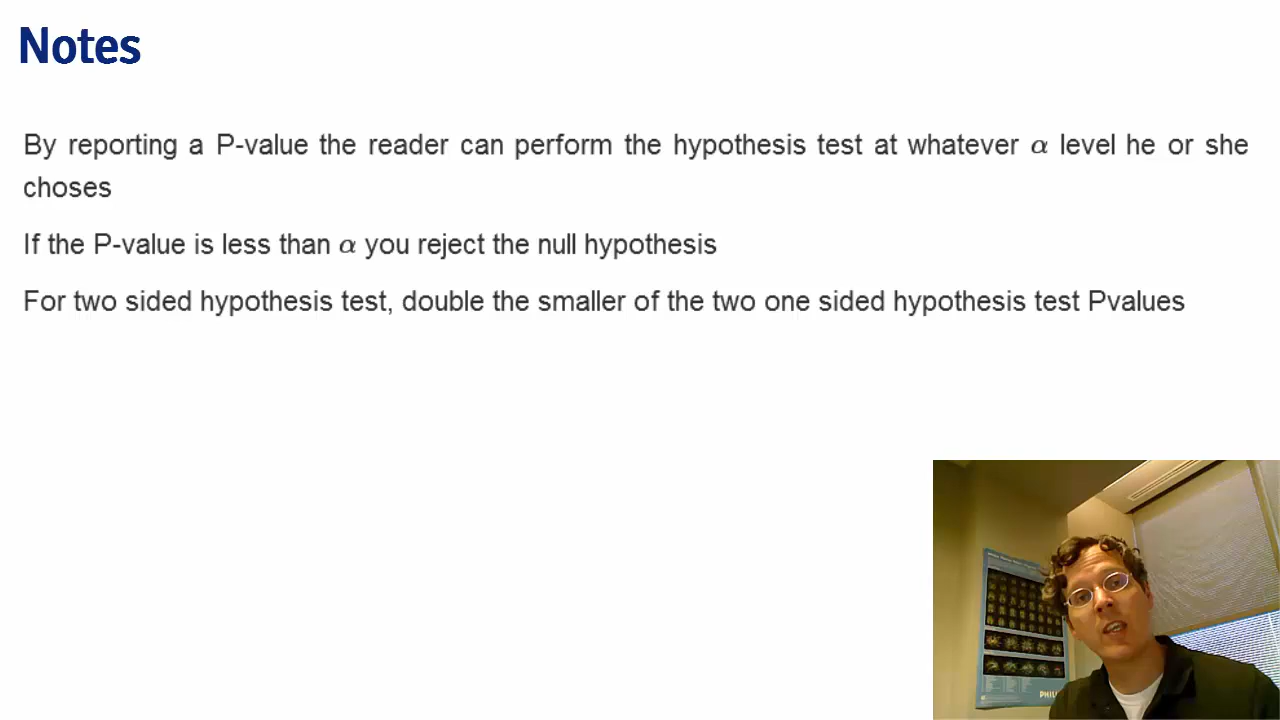 Notes
By reporting a P-value the reader can perform the hypothesis test at whatever α level he or she
choses
If the P-value is less than α you reject the null hypothesis
For two sided hypothesis test, double the smaller of the two one sided hypothesis test Pvalues